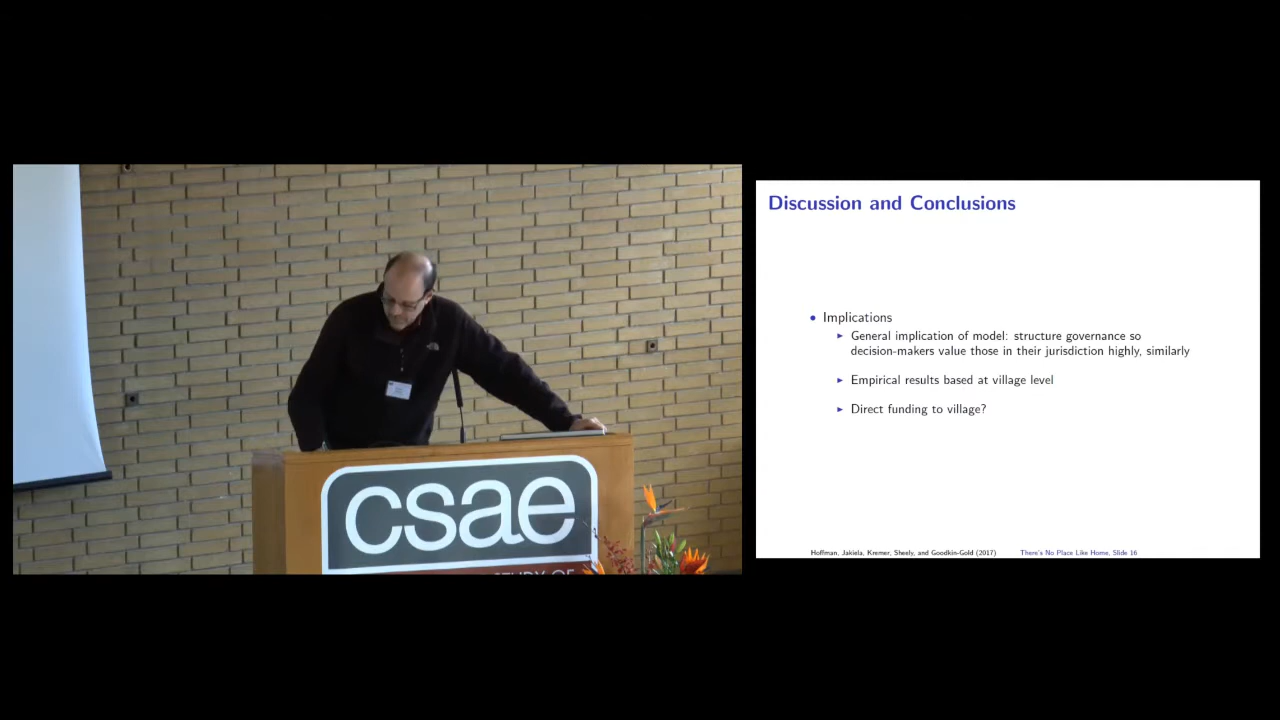 csae
STUDY OF
Discussion and Conclusions
• Implications
► General implication of model: structure governance so
decision-makers value those in their jurisdiction highly, similarly
► Empirical results based at village level
► Direct funding to village?
Hoffman, Jakiela, Kremer, Sheely, and Goodkin-Gold (2017) There's No Place Like Home, Slide 16